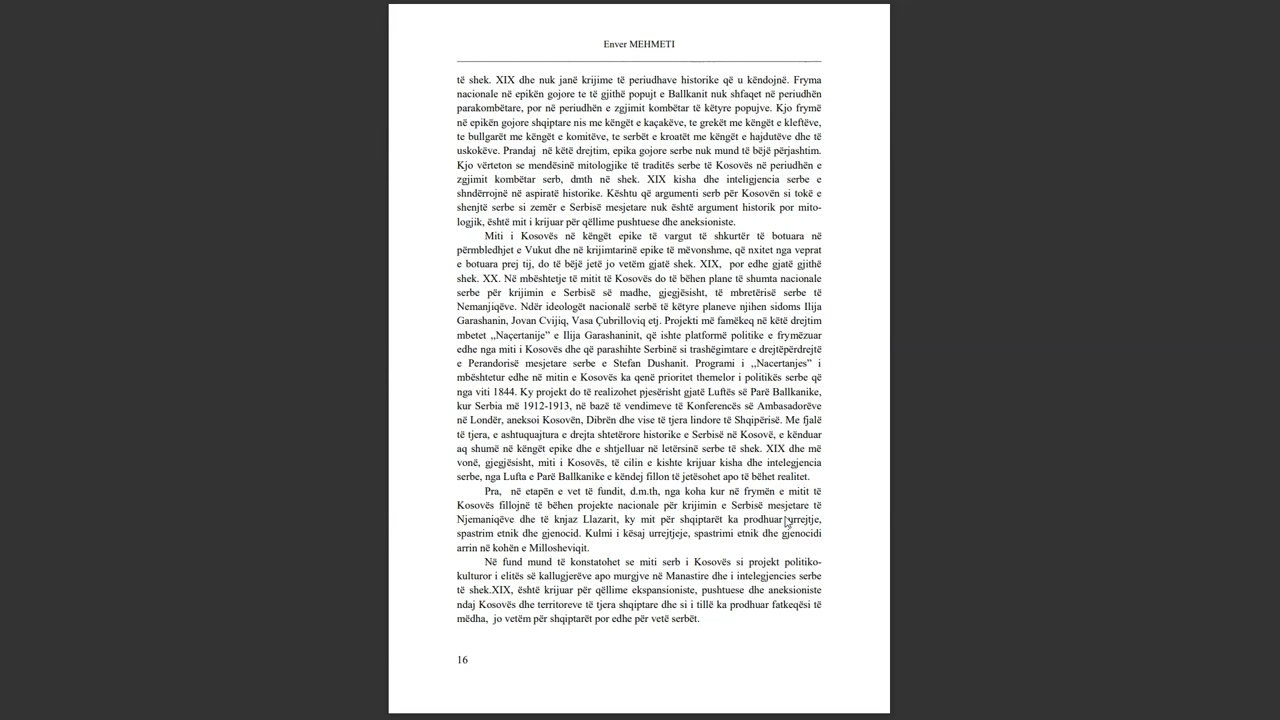 Enver MEHMETI
të shek. XIX dhe nuk janë krijime të periudhave historike që u këndojnë. Fryma
nacionale në epikën gojore te të gjithë popujt e Ballkanit nuk shfaqet në periudhën
parakombëtare, por në periudhën e zgjimit kombëtar të këtyre popujve. Kjo frymë
në epikën gojore shqiptare nis me këngët e kaçakëve, te grekët me këngët e kleftëve,
te bullgarët me këngët e komitëve, te serbët e kroatët me këngët e hajdutëve dhe të
uskokëve. Prandaj në këtë drejtim, epika gojore serbe nuk mund të bëjë përjashtim.
Kjo vërteton se mendësinë mitologjike të traditës serbe të Kosovës në periudhën e
zgjimit kombëtar serb, dmth në shek. XIX kisha dhe inteligjencia serbe e
shndërrojnë në aspiratë historike. Kështu që argumenti serb për Kosovën si tokë e
shenjtë serbe si zemër e Serbisë mesjetare nuk është argument historik por mito-
logjik, është mit i krijuar për qëllime pushtuese dhe aneksioniste.
Miti i Kosovës në këngët epike të vargut të shkurtër të botuara në
përmbledhjet e Vukut dhe në krijimtarinë epike të mëvonshme, që nxitet nga veprat
e botuara prej tij, do të bëjë jetë jo vetëm gjatë shek. XIX, por edhe gjatë gjithë
shek. XX. Në mbështetje të mitit të Kosovës do të bëhen plane të shumta nacionale
serbe për krijimin e Serbisë së madhe, gjegjësisht, të mbretërisë serbe të
Nemanjiqëve. Ndër ideologët nacionalë serbë të këtyre planeve njihen sidoms Ilija
Garashanin, Jovan Cvijiq, Vasa Çubrilloviq etj. Projekti më famëkeq në këtë drejtim
mbetet ,,Naçertanije” e Ilija Garashaninit, që ishte platformë politike e frymëzuar
edhe nga miti i Kosovës dhe që parashihte Serbinë si trashëgimtare e drejtëpërdrejtë
e Perandorisë mesjetare serbe e Stefan Dushanit. Programi i ,,Nacertanjes” i
mbështetur edhe në mitin e Kosovës ka qenë prioritet themelor i politikës serbe që
nga viti 1844. Ky projekt do të realizohet pjesërisht gjatë Luftës së Parë Ballkanike,
kur Serbia më 1912-1913, në bazë të vendimeve të Konferencës së Ambasadorëve
në Londër, aneksoi Kosovën, Dibrën dhe vise të tjera lindore të Shqipërisë. Me fjalë
të tjera, e ashtuquajtura e drejta shtetërore historike e Serbisë në Kosovë, e kënduar
aq shumë në këngët epike dhe e shtjelluar në letërsinë serbe të shek. XIX dhe më
vonë, gjegjësisht, miti i Kosovës, të cilin e kishte krijuar kisha dhe intelegjencia
serbe, nga Lufta e Parë Ballkanike e këndej fillon të jetësohet apo të bëhet realitet.
Pra, në etapën e vet të fundit, d.m.th, nga koha kur në frymën e mitit të
Kosovës fillojnë të bëhen projekte nacionale për krijimin e Serbisë mesjetare të
Njemaniqëve dhe të knjaz Llazarit, ky mit për shqiptarët ka prodhuar urrejtje,
spastrim etnik dhe gjenocid. Kulmi i kësaj urrejtjeje, spastrimi etnik dhe gjenocidi
arrin në kohën e Millosheviqit.
Në fund mund të konstatohet se miti serb i Kosovës si projekt politiko-
kulturor i elitës së kallugjerëve apo murgjve në Manastire dhe i intelegjencies serbe
të shek.XIX, është krijuar për qëllime ekspansioniste, pushtuese dhe aneksioniste
ndaj Kosovës dhe territoreve të tjera shqiptare dhe si i tillë ka prodhuar fatkeqësi të
mëdha, jo vetëm për shqiptarët por edhe për vetë serbët.
16